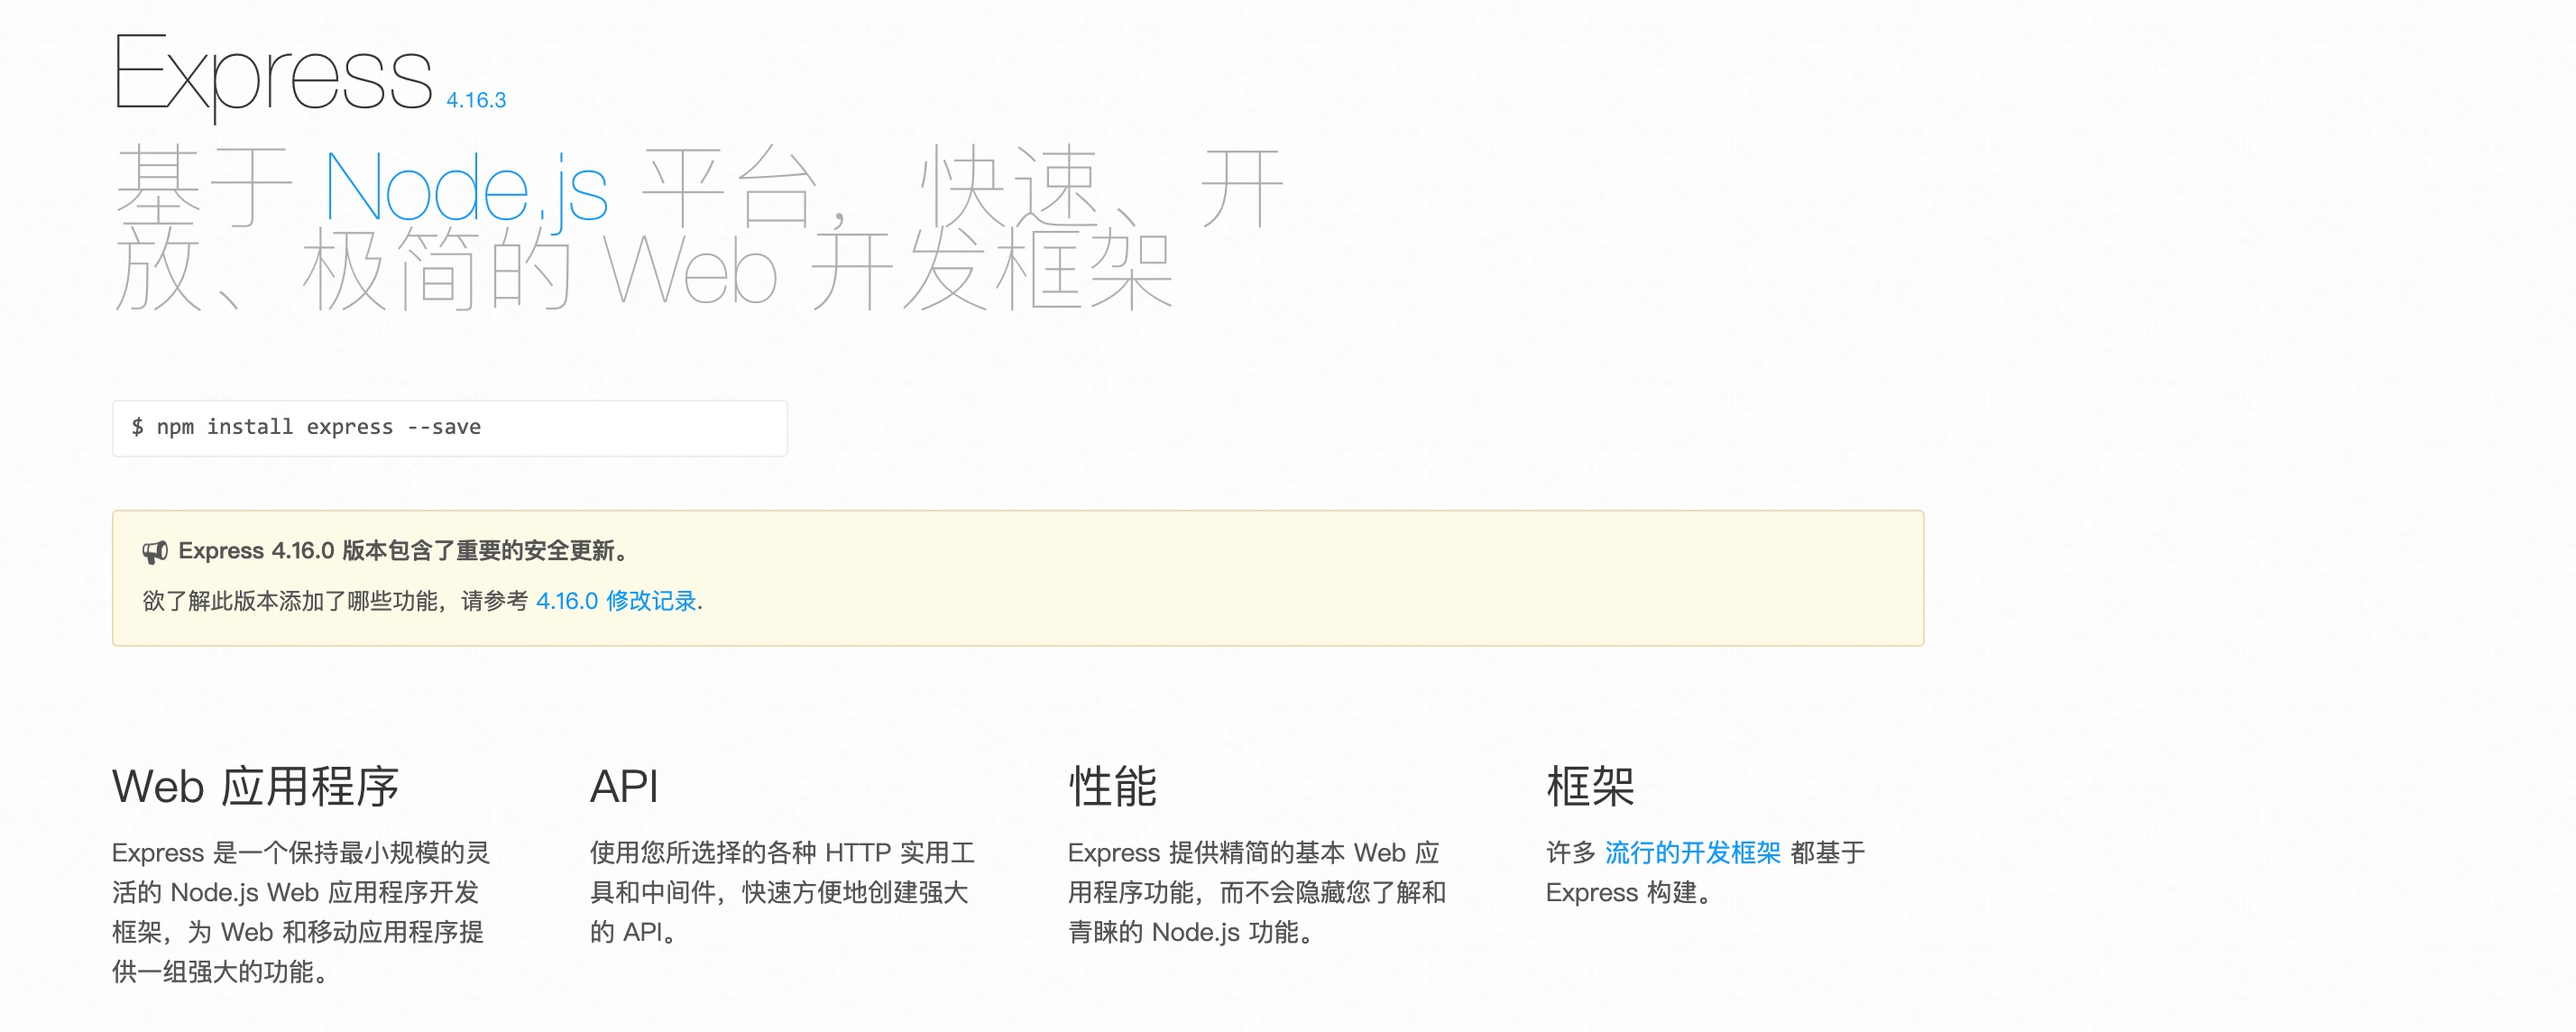 Express 4.16.3
基于 Node.js 平台，快速、开
放、极简的 Web 开发框架
$ npm install express --save
Express 4.16.0 版本包含了重要的安全更新。
欲了解此版本添加了哪些功能，请参考 4.16.0 修改记录.
Web 应用程序
Express 是一个保持最小规模的灵
活的 Node.js Web 应用程序开发
框架，为 Web 和移动应用程序提
供一组强大的功能。
API
使用您所选择的各种 HTTP 实用工
具和中间件，快速方便地创建强大
的 API。
性能
Express 提供精简的基本 Web 应
用程序功能，而不会隐藏您了解和
青睐的 Node.js 功能。
框架
许多 流行的开发框架 都基于
Express 构建。